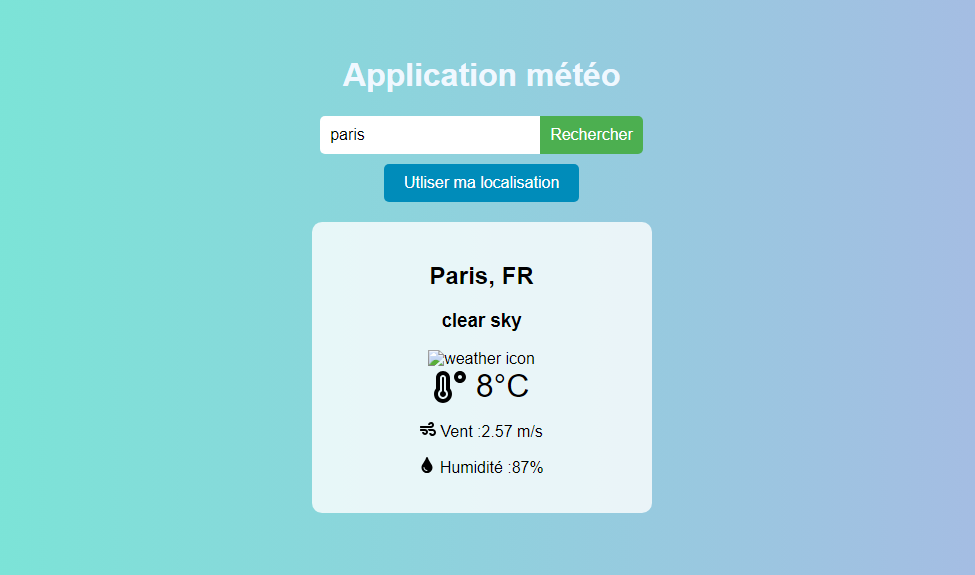 Application météo
paris Rechercher
Utliser ma localisation
Paris, FR
clear sky
weather icon
8°C
Vent :2.57 m/s
Humidité :87%